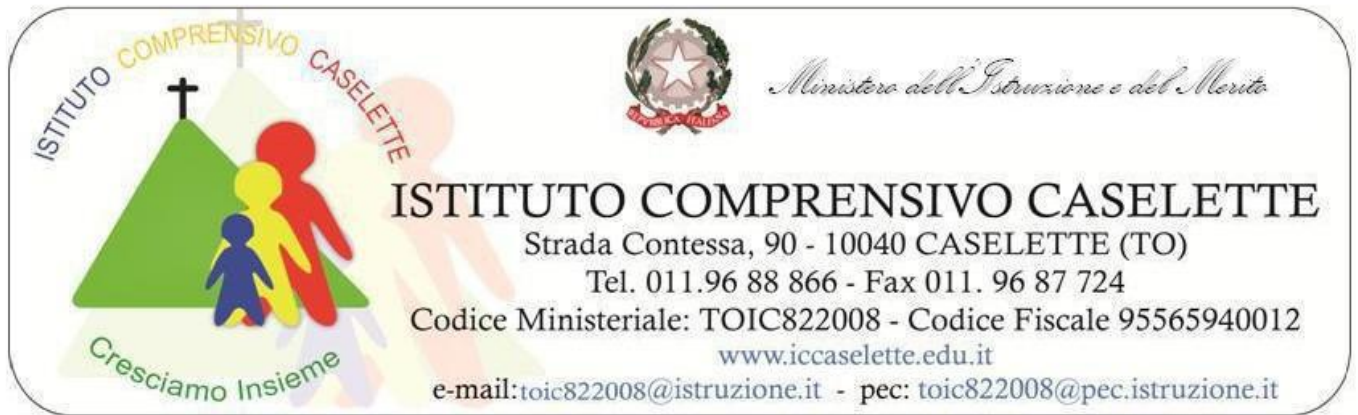 ISTITUTO COMPRENSIVO CASELETTE
Cresciamo Insieme
REPVBBLICA ITALIANA
Ministero dell'Istruzione e del Merito
ISTITUTO COMPRENSIVO CASELETTE
Strada Contessa, 90 - 10040 CASELETTE (TO)
Tel. 011.96 88 866 - Fax 011. 96 87 724
Codice Ministeriale: TOIC822008 - Codice Fiscale 95565940012
www.iccaselette.edu.it
e-mail:toic822008@istruzione.it - pec: toic822008@pec.istruzione.it